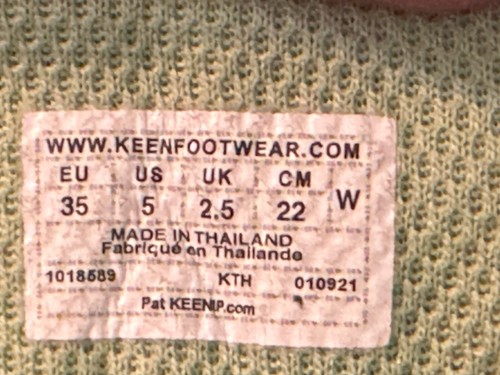 WWW.KEENFOOTWEAR.COM
EU US UK CM W
35 5 2.5 22
MADE IN THAILAND
Fabriqué en Thaïlande
1018589 KTH 010921
Pat KEENIP.com